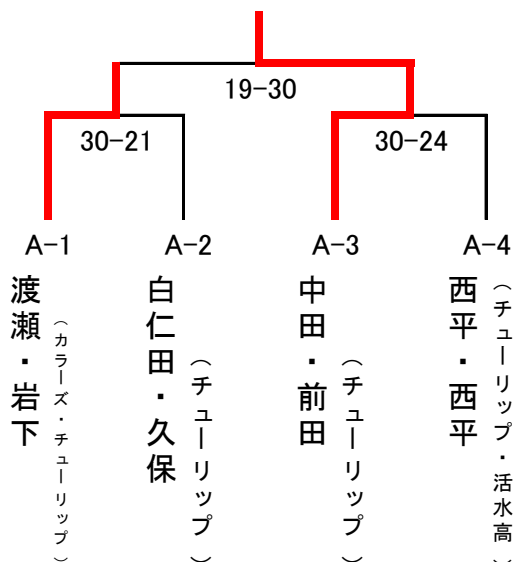 19-30
30-21
30-24
A-1
A-2
A-3
A-4
渡瀬・岩下
（カラーズ・チューリップ）
白仁田・久保
（チューリップ）
中田・前田
（チューリップ）
西平・西平
（チューリップ・活水高）